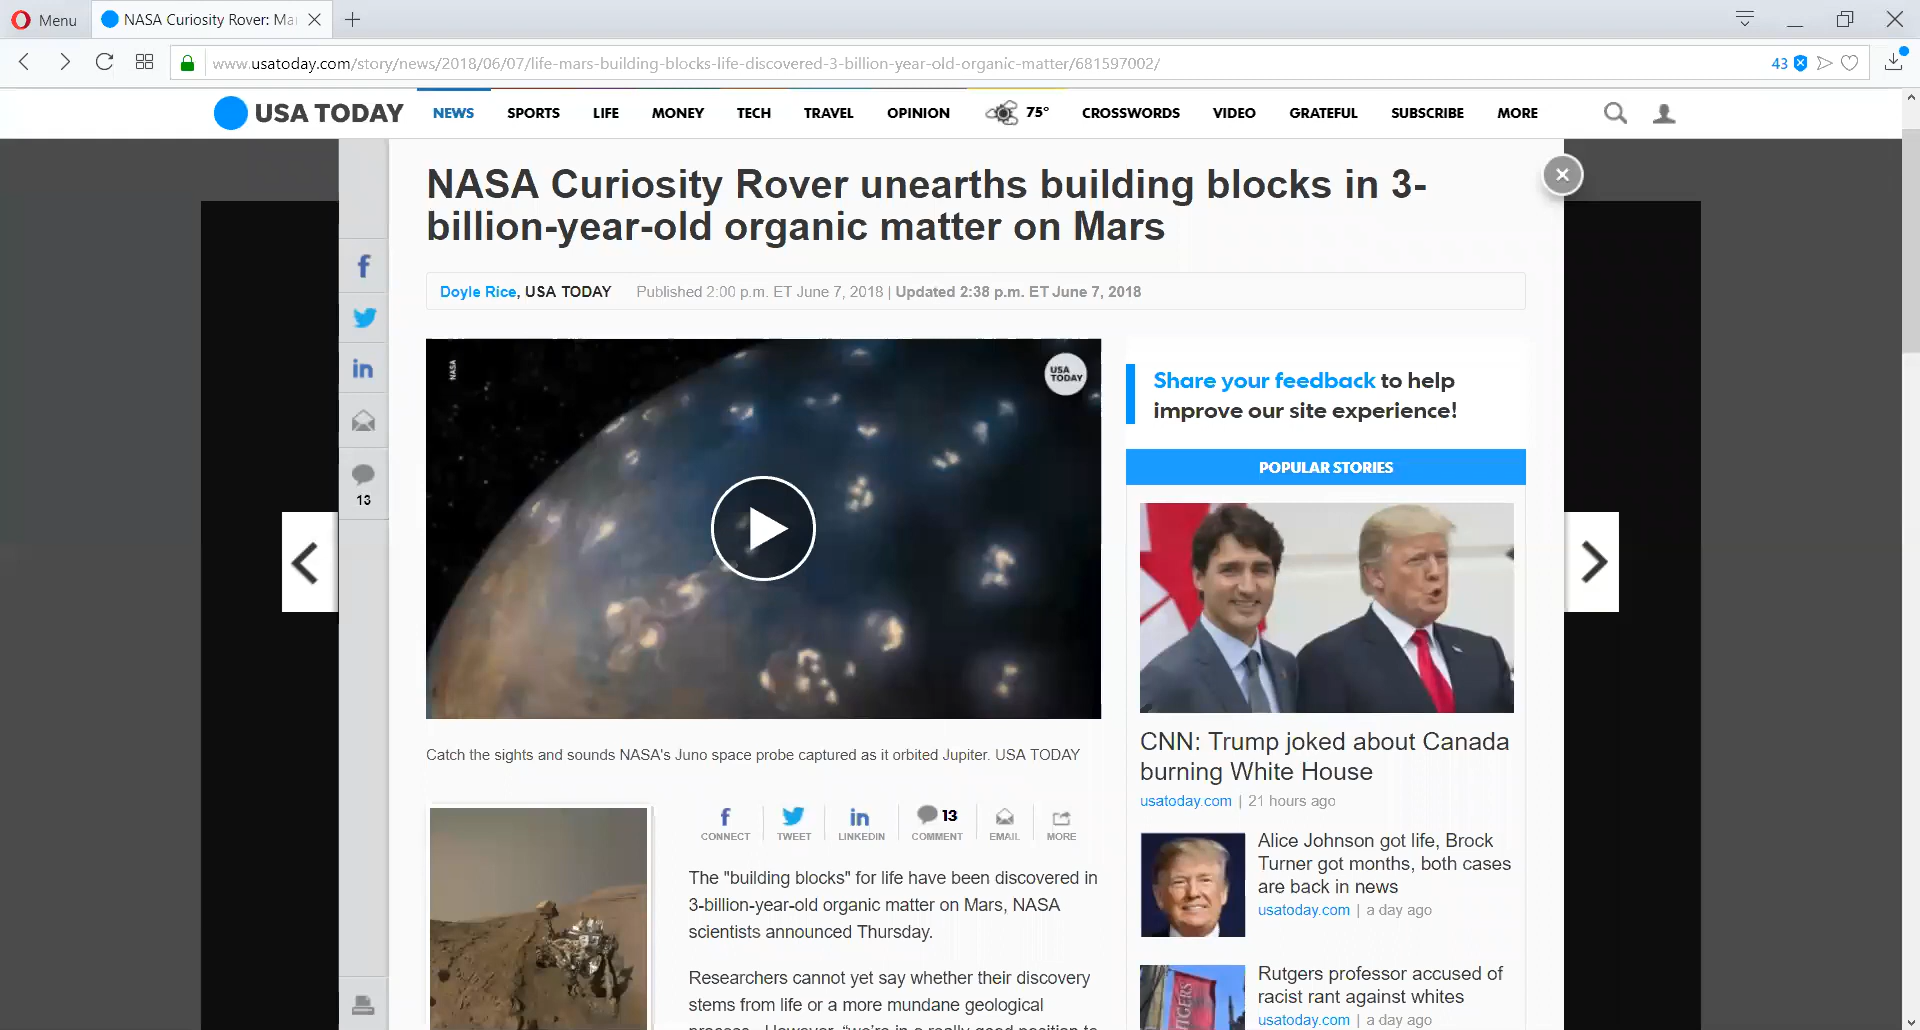 Menu
NASA Curiosity Rover: Ma
www.usatoday.com/story/news/2018/06/07/life-mars-building-blocks-life-discovered-3-billion-year-old-organic-matter/681597002/
43
USA TODAY
NEWS
SPORTS
LIFE
MONEY
TECH
TRAVEL
OPINION
75°
CROSSWORDS
VIDEO
GRATEFUL
SUBSCRIBE
MORE
NASA Curiosity Rover unearths building blocks in 3-
billion-year-old organic matter on Mars
Doyle Rice, USA TODAY
Published 2:00 p.m. ET June 7, 2018 | Updated 2:38 p.m. ET June 7, 2018
13
NASA
USA
TODAY
Catch the sights and sounds NASA's Juno space probe captured as it orbited Jupiter. USA TODAY
CONNECT
TWEET
LINKEDIN
13
COMMENT
EMAIL
MORE
The "building blocks" for life have been discovered in
3-billion-year-old organic matter on Mars, NASA
scientists announced Thursday.
Researchers cannot yet say whether their discovery
stems from life or a more mundane geological
process. However, "we're in a really good position to
Share your feedback to help
improve our site experience!
POPULAR STORIES
CNN: Trump joked about Canada
burning White House
usatoday.com | 21 hours ago
Alice Johnson got life, Brock
Turner got months, both cases
are back in news
usatoday.com | a day ago
Rutgers professor accused of
racist rant against whites
usatoday.com | a day ago